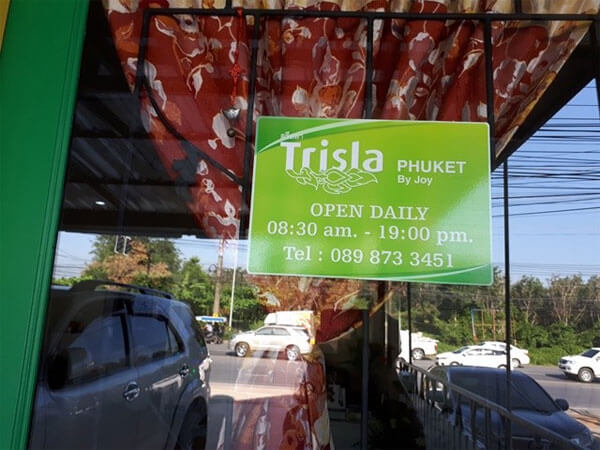 Trisla PHUKET
By Joy
OPEN DAILY
08:30 am. - 19:00 pm.
Tel : 089 873 3451